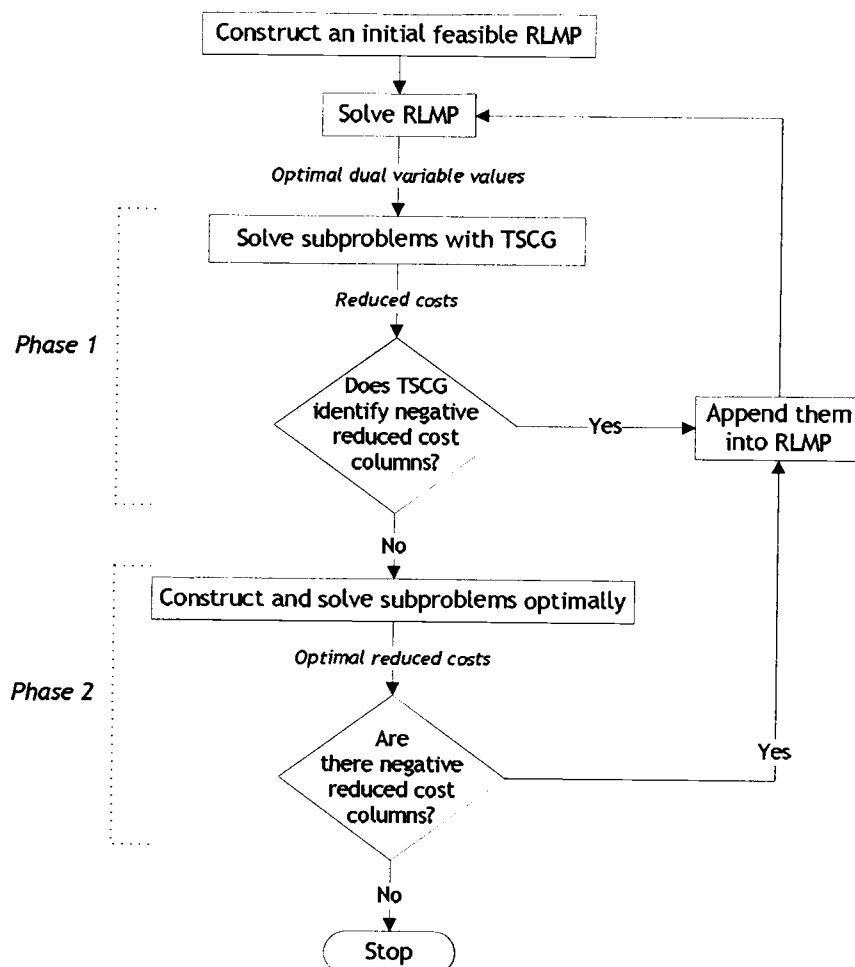 Construct an initial feasible RLMP
Solve RLMP
Optimal dual variable values
Solve subproblems with TSCG
Reduced costs
Phase 1
Does TSCG
identify negative
reduced cost
columns?
Yes
Append them
into RLMP
No
Construct and solve subproblems optimally
Optimal reduced costs
Phase 2
Are
there negative
reduced cost
columns?
Yes
No
Stop